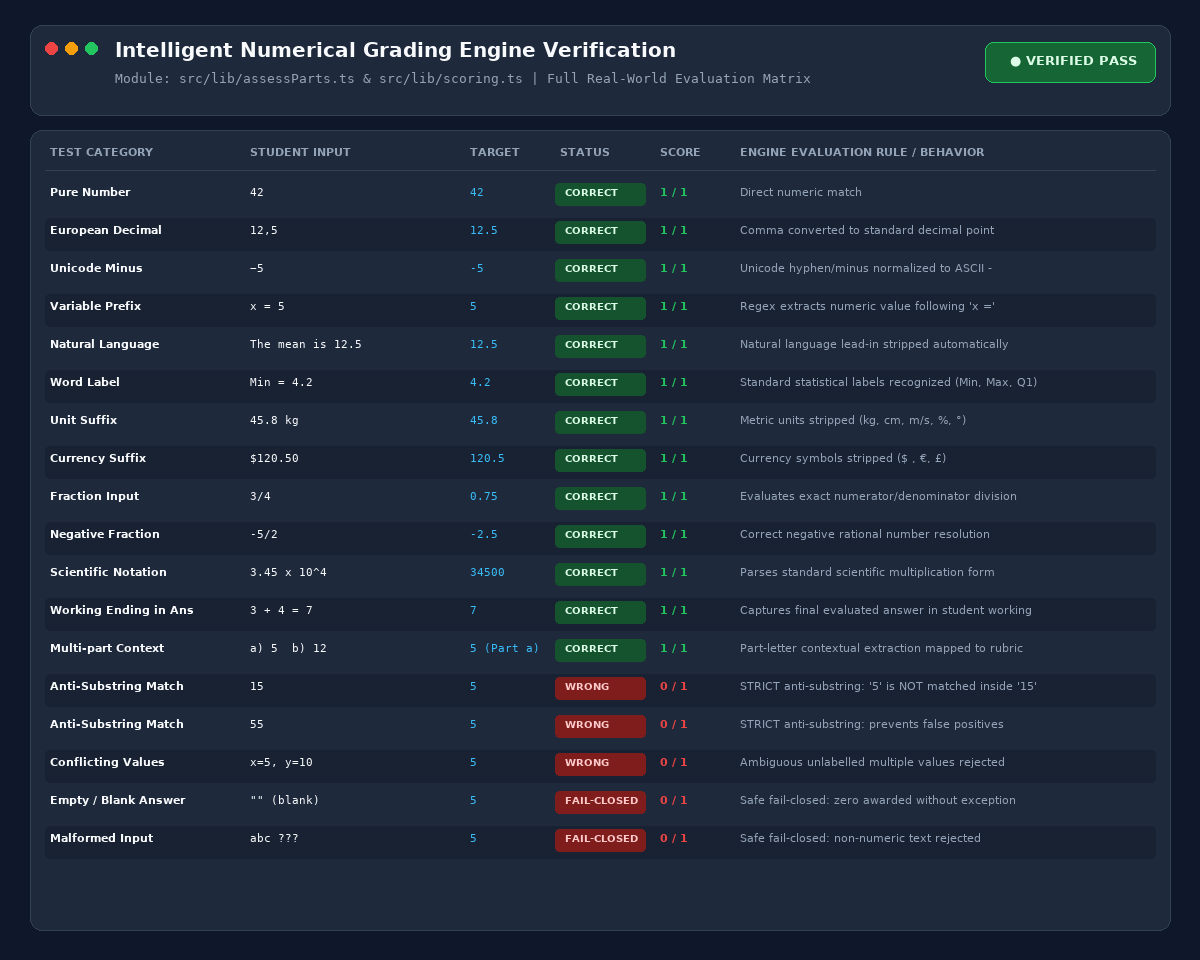 Intelligent Numerical Grading Engine Verification
● VERIFIED PASS
Module: src/lib/assessParts.ts & src/lib/scoring.ts | Full Real-World Evaluation Matrix
TEST CATEGORY STUDENT INPUT TARGET STATUS SCORE ENGINE EVALUATION RULE / BEHAVIOR
Pure Number 42 42 CORRECT 1 / 1 Direct numeric match
European Decimal 12,5 12.5 CORRECT 1 / 1 Comma converted to standard decimal point
Unicode Minus −5 -5 CORRECT 1 / 1 Unicode hyphen/minus normalized to ASCII -
Variable Prefix x = 5 5 CORRECT 1 / 1 Regex extracts numeric value following 'x ='
Natural Language The mean is 12.5 12.5 CORRECT 1 / 1 Natural language lead-in stripped automatically
Word Label Min = 4.2 4.2 CORRECT 1 / 1 Standard statistical labels recognized (Min, Max, Q1)
Unit Suffix 45.8 kg 45.8 CORRECT 1 / 1 Metric units stripped (kg, cm, m/s, %, °)
Currency Suffix $120.50 120.5 CORRECT 1 / 1 Currency symbols stripped ($ , €, £)
Fraction Input 3/4 0.75 CORRECT 1 / 1 Evaluates exact numerator/denominator division
Negative Fraction -5/2 -2.5 CORRECT 1 / 1 Correct negative rational number resolution
Scientific Notation 3.45 x 10^4 34500 CORRECT 1 / 1 Parses standard scientific multiplication form
Working Ending in Ans 3 + 4 = 7 7 CORRECT 1 / 1 Captures final evaluated answer in student working
Multi-part Context a) 5  b) 12 5 (Part a) CORRECT 1 / 1 Part-letter contextual extraction mapped to rubric
Anti-Substring Match 15 5 WRONG 0 / 1 STRICT anti-substring: '5' is NOT matched inside '15'
Anti-Substring Match 55 5 WRONG 0 / 1 STRICT anti-substring: prevents false positives
Conflicting Values x=5, y=10 5 WRONG 0 / 1 Ambiguous unlabelled multiple values rejected
Empty / Blank Answer "" (blank) 5 FAIL-CLOSED 0 / 1 Safe fail-closed: zero awarded without exception
Malformed Input abc ??? 5 FAIL-CLOSED 0 / 1 Safe fail-closed: non-numeric text rejected